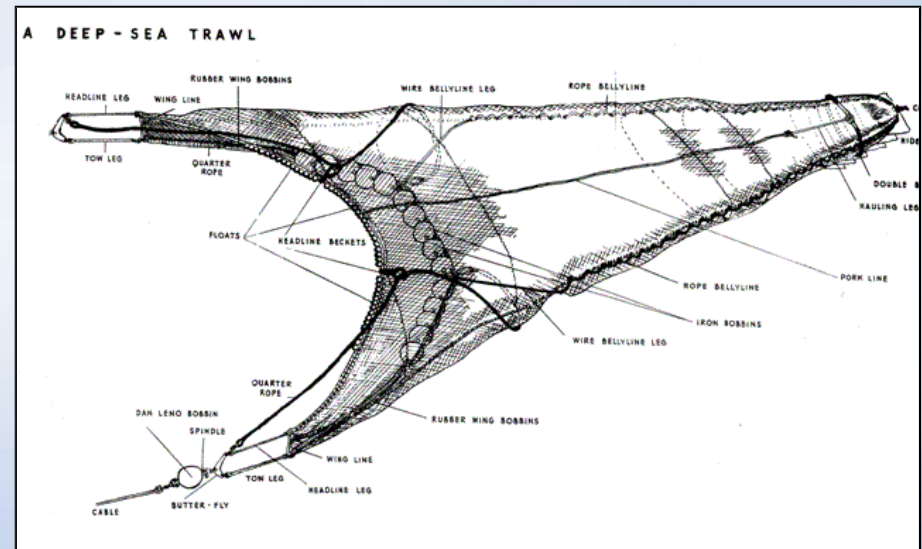 A DEEP-SEA TRAWL
RUBBER WING BOBBINS
WIRE BELLYLINE LEG
ROPE BELLYLINE
HEADLINE LEG
WING LINE
TOW LEG
QUARTER
ROPE
DOUBLE B
HAULING LEG
FLOATS
HEADLINE BECKETS
PORK LINE
ROPE BELLYLINE
IRON BOBBINS
WIRE BELLYLINE LEG
QUARTER
ROPE
DAN LENO BOBBIN
SPINDLE
RUBBER WING BOBBINS
WING LINE
TOW LEG
HEADLINE LEG
BUTTER-FLY
CABLE